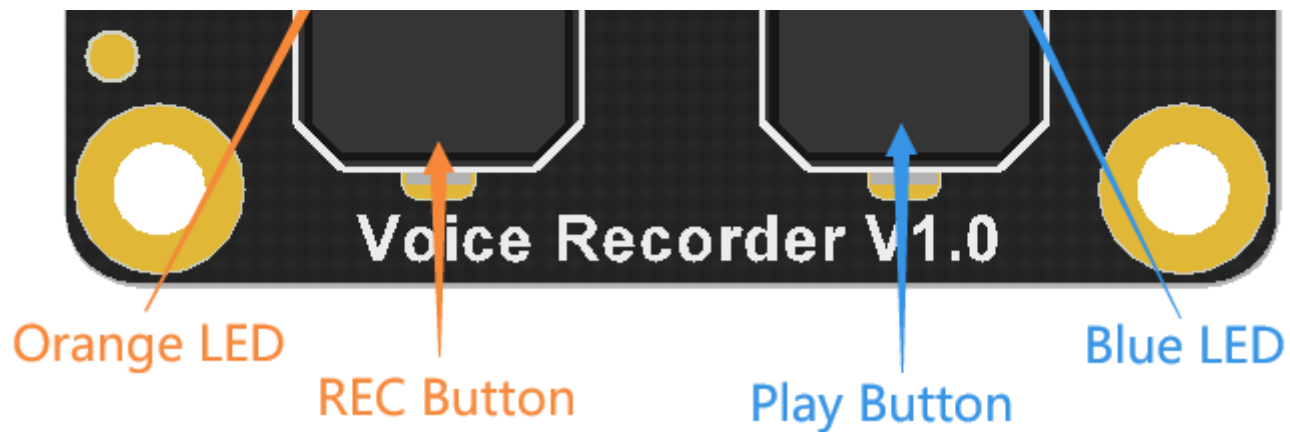 Voice Recorder V1.0
Orange LED
REC Button
Play Button
Blue LED